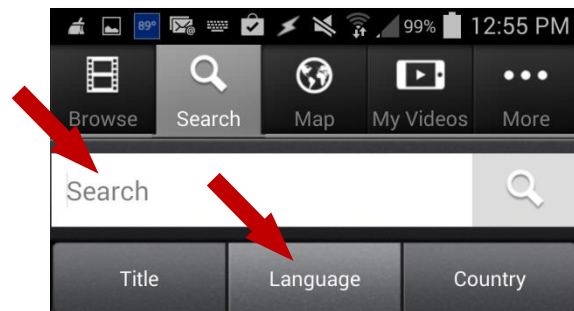 89° 99% 12:55 PM
Browse Search Map My Videos More
Search
Title Language Country